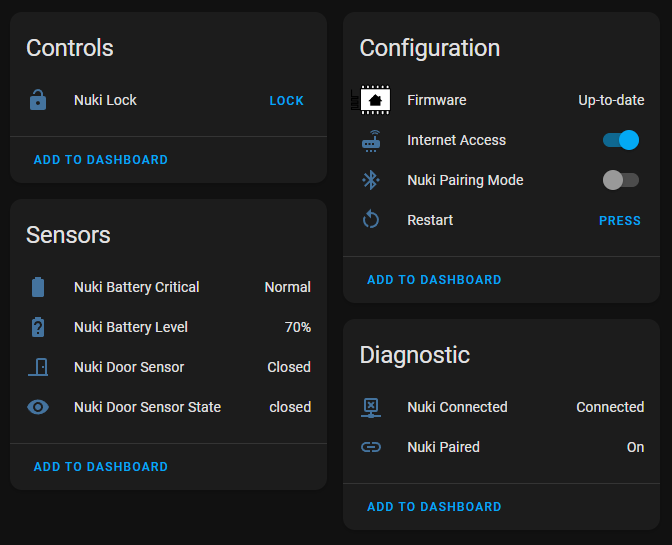 Controls
Nuki Lock LOCK
ADD TO DASHBOARD
Sensors
Nuki Battery Critical Normal
Nuki Battery Level 70%
Nuki Door Sensor Closed
Nuki Door Sensor State closed
ADD TO DASHBOARD
Configuration
Firmware Up-to-date
Internet Access
Nuki Pairing Mode
Restart PRESS
ADD TO DASHBOARD
Diagnostic
Nuki Connected Connected
Nuki Paired On
ADD TO DASHBOARD